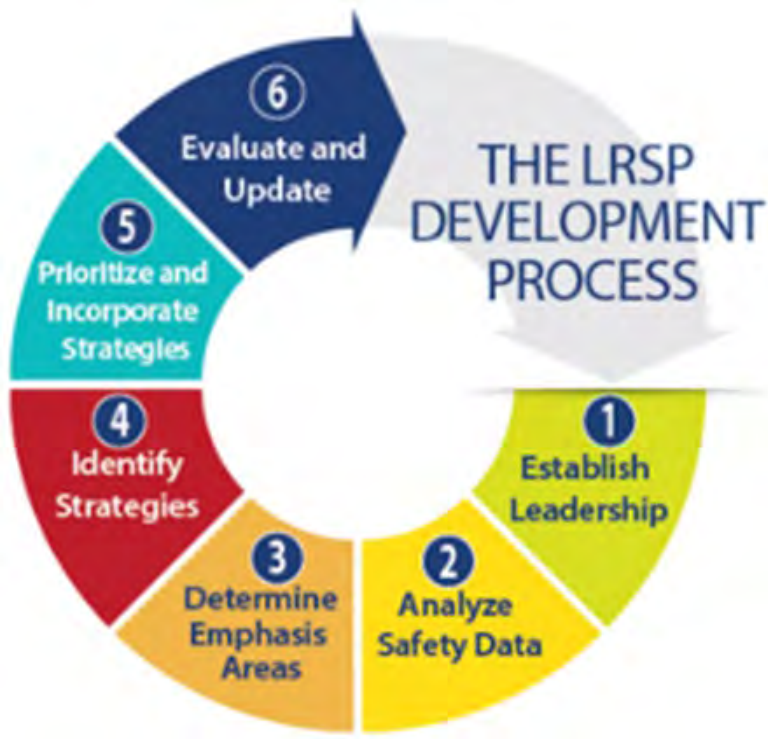 THE LRSP
DEVELOPMENT
PROCESS
1
Establish
Leadership
2
Analyze
Safety Data
3
Determine
Emphasis
Areas
4
Identify
Strategies
5
Prioritize and
Incorporate
Strategies
6
Evaluate and
Update